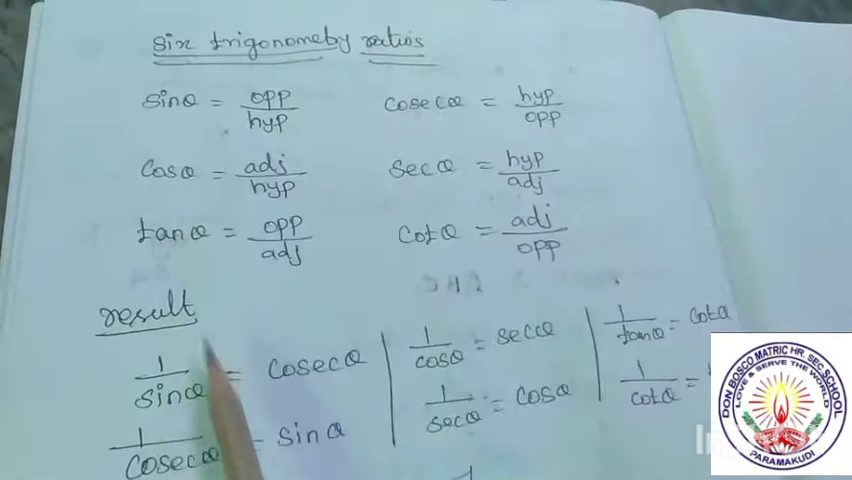 six trigonometry ratios
sinθ = opp/hyp cosecθ = hyp/opp
cosθ = adj/hyp secθ = hyp/adj
tanθ = opp/adj cotθ = adj/opp
result
1/sinθ = cosecθ | 1/cosθ = secθ | 1/tanθ = cotθ
1/cosecθ = sinθ | 1/secθ = cosθ | 1/cotθ =
DON BOSCO MATRIC HR. SEC SCHOOL
LOVE & SERVE THE WORLD
PARAMAKUDI